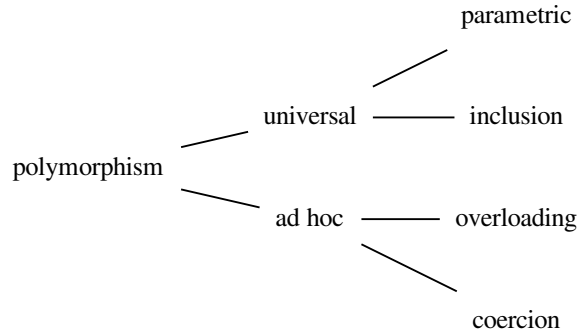 parametric
universal
inclusion
polymorphism
ad hoc
overloading
coercion